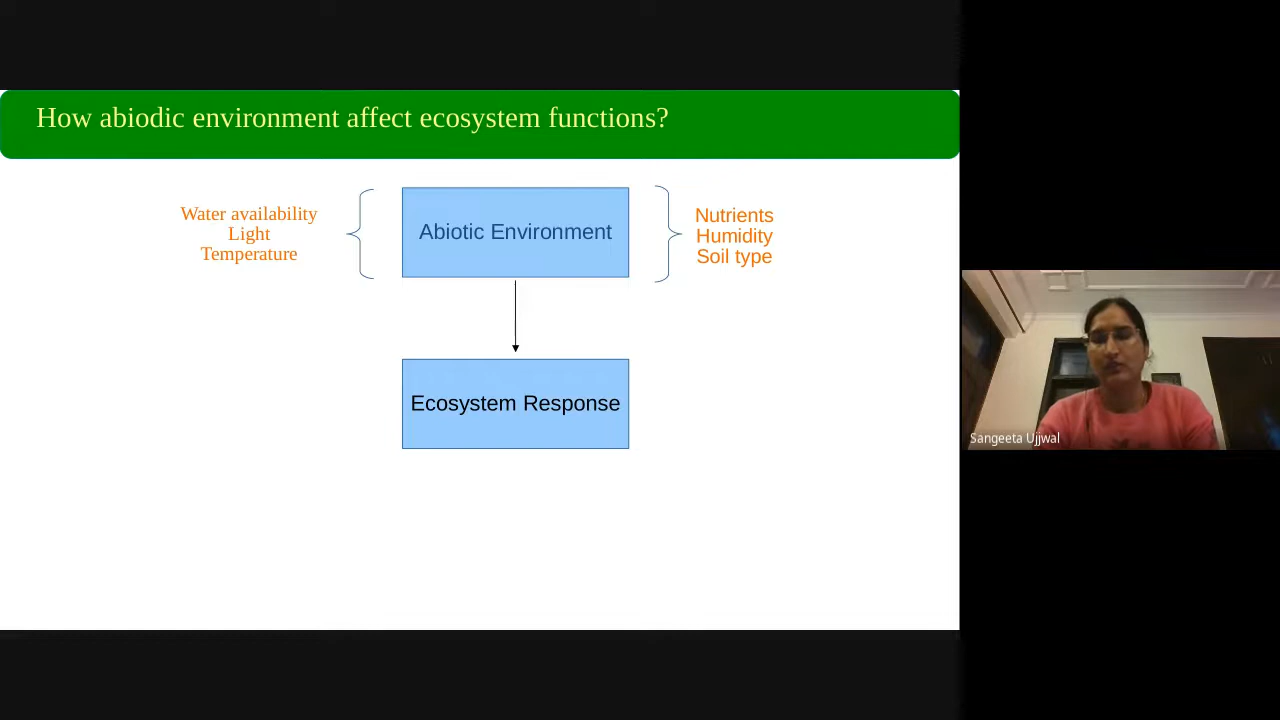 How abiodic environment affect ecosystem functions?
Water availability
Light
Temperature
Abiotic Environment
Nutrients
Humidity
Soil type
Ecosystem Response
Sangeeta Ujjwal